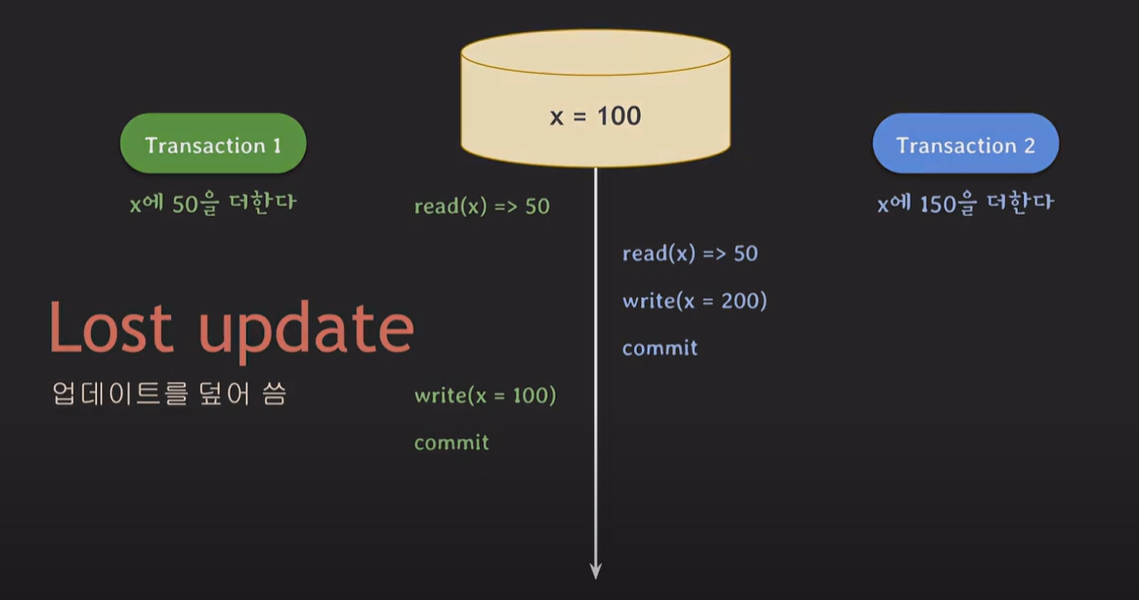 x = 100
Transaction 1
x에 50을 더한다
Transaction 2
x에 150을 더한다
read(x) => 50
read(x) => 50
write(x = 200)
commit
Lost update
업데이트를 덮어 씀
write(x = 100)
commit